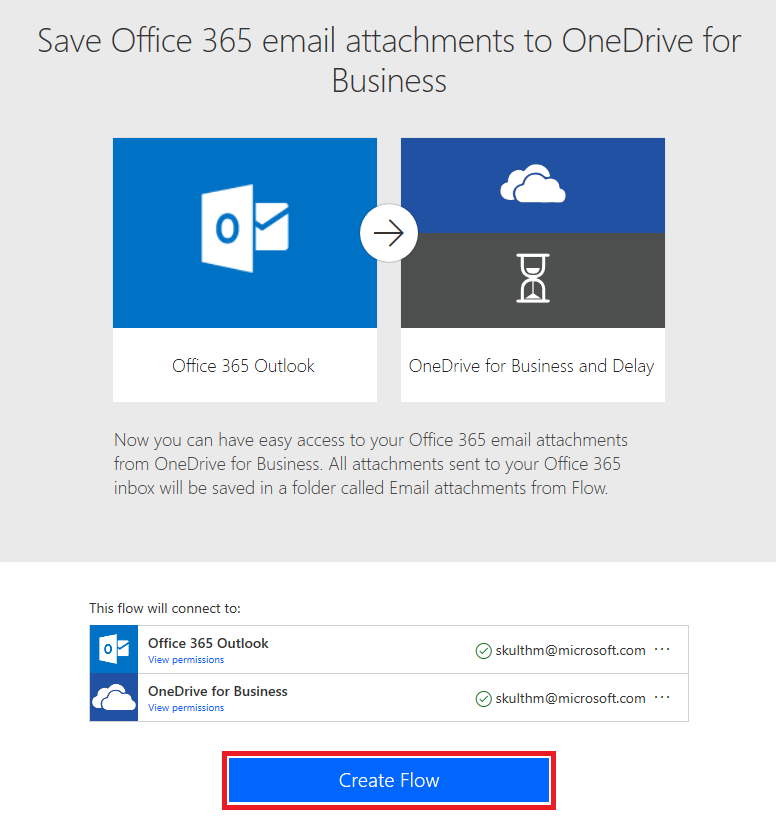 Save Office 365 email attachments to OneDrive for
Business
Office 365 Outlook
OneDrive for Business and Delay
Now you can have easy access to your Office 365 email attachments
from OneDrive for Business. All attachments sent to your Office 365
inbox will be saved in a folder called Email attachments from Flow.
This flow will connect to:
Office 365 Outlook
View permissions
skulthm@microsoft.com ...
OneDrive for Business
View permissions
skulthm@microsoft.com ...
Create Flow